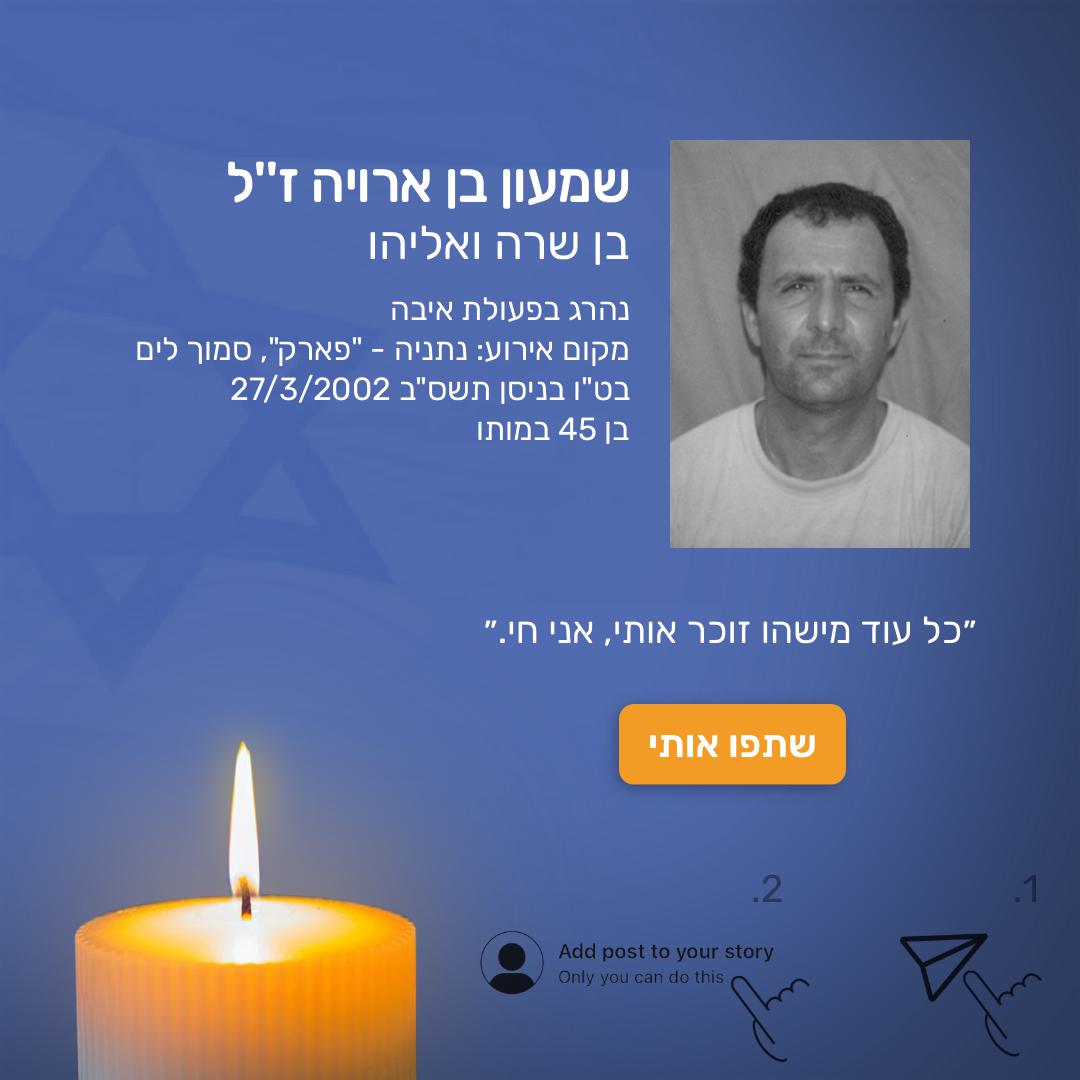 שמעון בן ארויה ז"ל
בן שרה ואליהו
נהרג בפעולת איבה
מקום אירוע: נתניה - "פארק", סמוך לים
בט"ו בניסן תשס"ב 27/3/2002
בן 45 במותו
״כל עוד מישהו זוכר אותי, אני חי.״
שתפו אותי
1.
2.
Add post to your story
Only you can do this